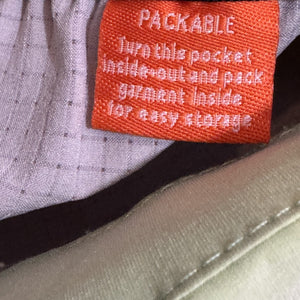 PACKABLE
Turn this pocket
inside-out and pack
garment inside
for easy storage